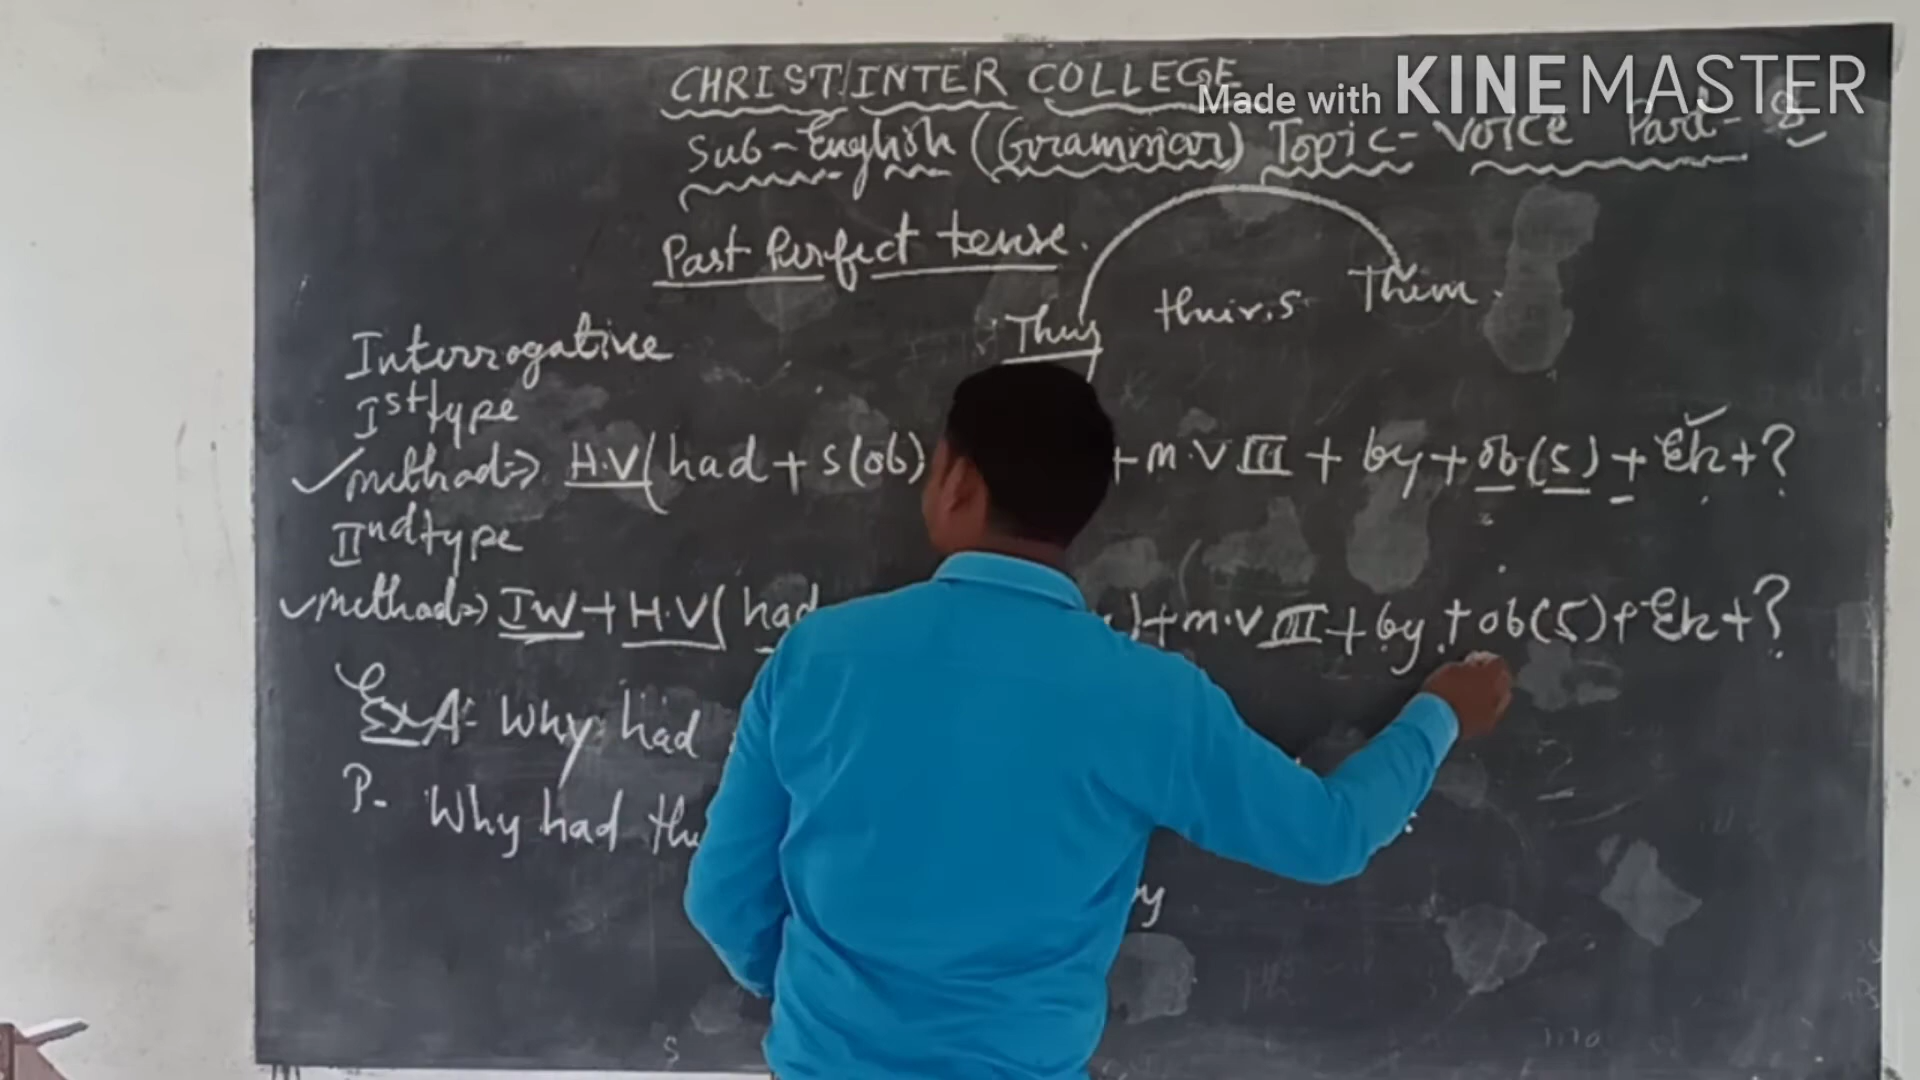 CHRIST INTER COLLEGE
Made with KINEMASTER
Sub-English (Grammar) Topic- Voice Part- 8
Past Perfect tense.
They theirs Them.
Interrogative
Ist type
method=> H.V(had + S(ob) + m.v III + by + ob(s) + Ek + ?
IInd type
method=> IW + H.V(had ) + m.v III + by + ob(s) + Ek + ?
Ex A- Why had
P- Why had